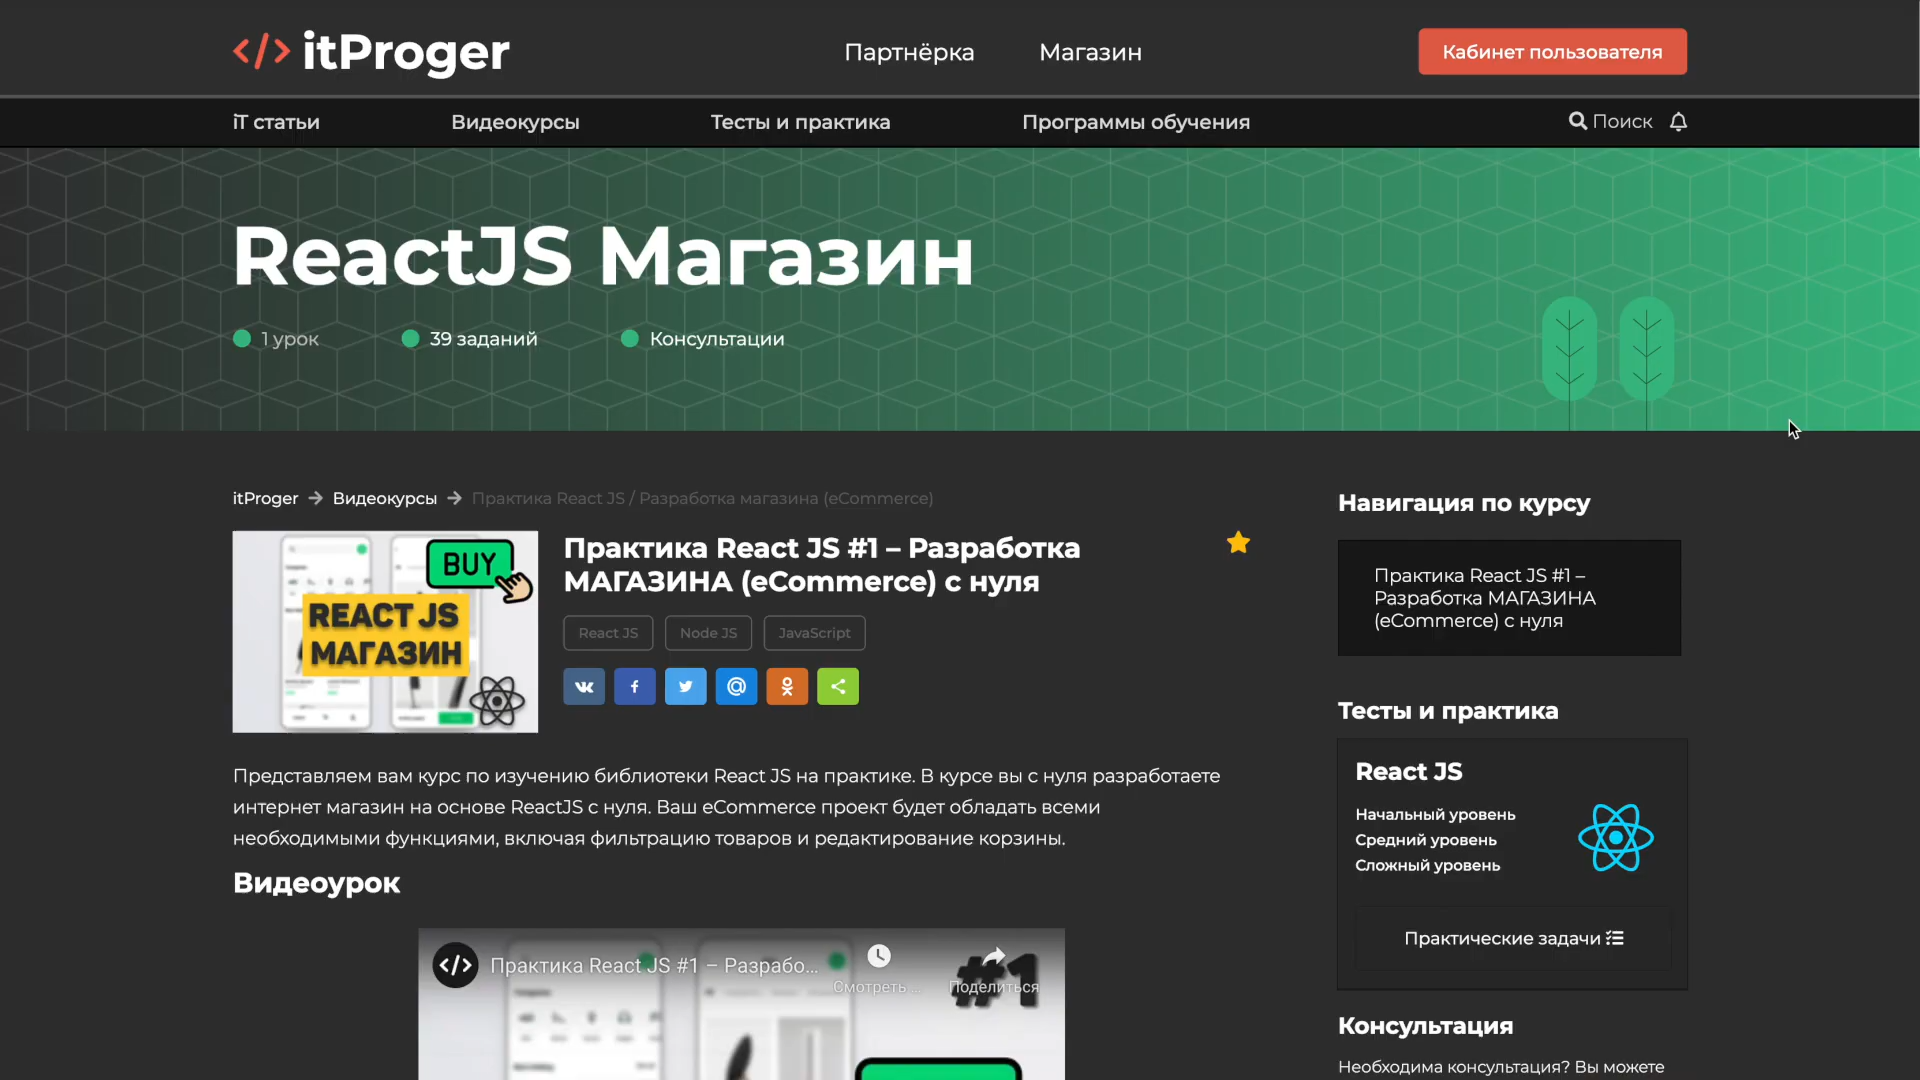 </> itProger
Партнёрка
Магазин
Кабинет пользователя
iT статьи
Видеокурсы
Тесты и практика
Программы обучения
Поиск
ReactJS Магазин
1 урок
39 заданий
Консультации
itProger → Видеокурсы → Практика React JS / Разработка магазина (eCommerce)
BUY
REACT JS
МАГАЗИН
Практика React JS #1 – Разработка
МАГАЗИНА (eCommerce) с нуля
React JS
Node JS
JavaScript
Представляем вам курс по изучению библиотеки React JS на практике. В курсе вы с нуля разработаете
интернет магазин на основе ReactJS с нуля. Ваш eCommerce проект будет обладать всеми
необходимыми функциями, включая фильтрацию товаров и редактирование корзины.
Видеоурок
</> Практика React JS #1 – Разрабо...
Смотреть ...
Поделиться
#1
Навигация по курсу
Практика React JS #1 –
Разработка МАГАЗИНА
(eCommerce) с нуля
Тесты и практика
React JS
Начальный уровень
Средний уровень
Сложный уровень
Практические задачи
Консультация
Необходима консультация? Вы можете